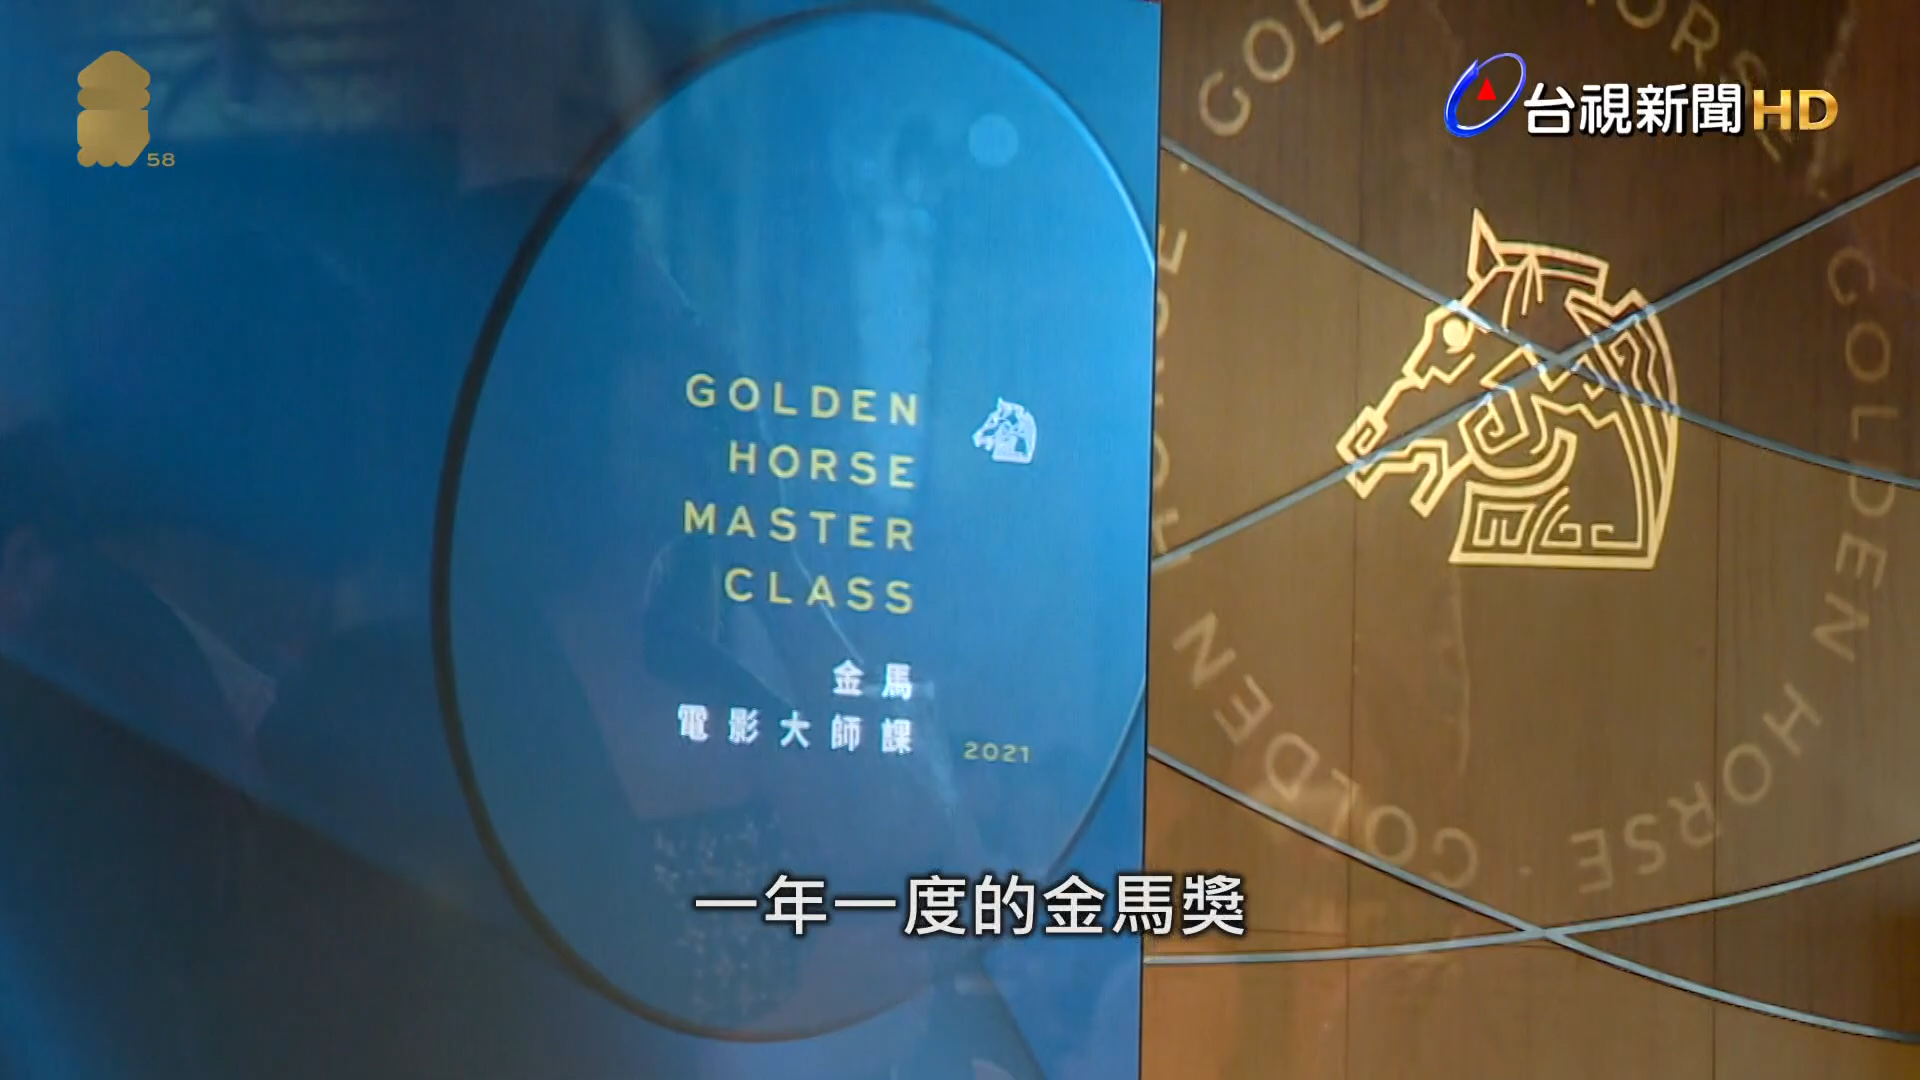 58
台視新聞HD
GOLDEN
HORSE
MASTER
CLASS
金馬
電影大師課
2021
GOLDEN HORSE · GOLDEN HORSE · GOLDEN HORSE
一年一度的金馬獎